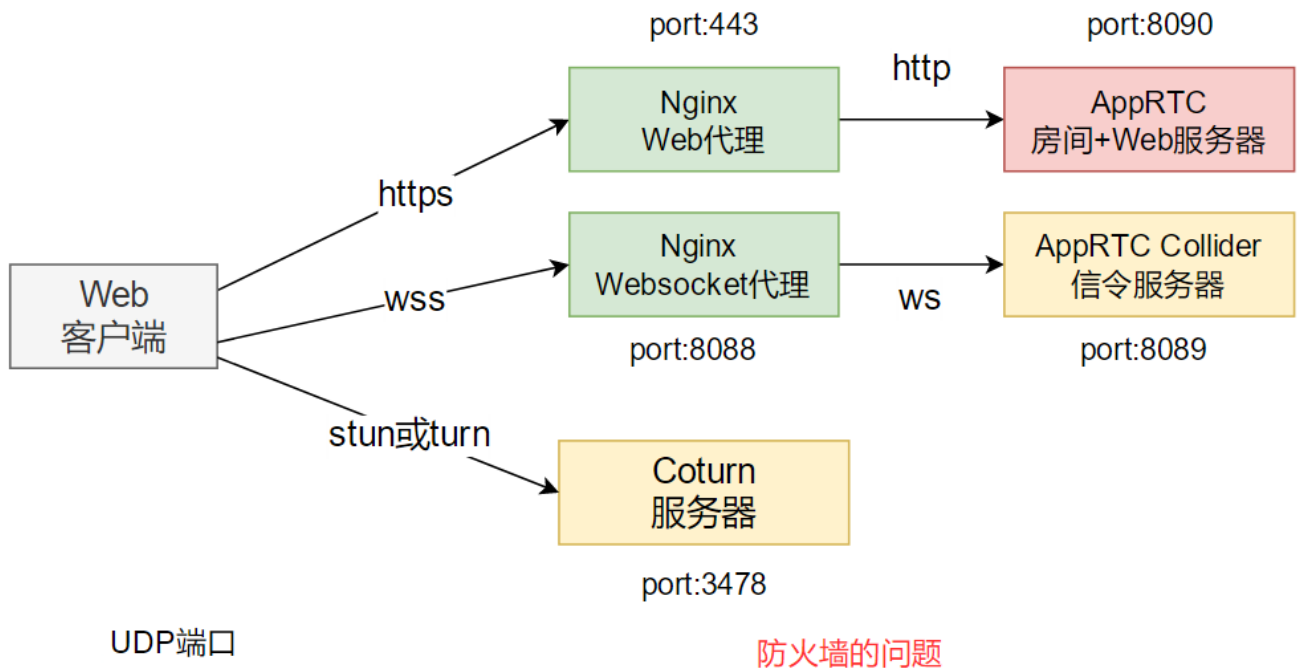 port:443
port:8090
Nginx
Web代理
http
AppRTC
房间+Web服务器
https
Nginx
Websocket代理
ws
AppRTC Collider
信令服务器
Web
客户端
wss
port:8088
port:8089
stun或turn
Coturn
服务器
port:3478
UDP端口
防火墙的问题